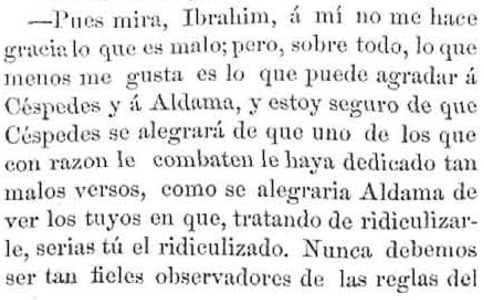 —Pues mira, Ibrahim, á mí no me hace
gracia lo que es malo; pero, sobre todo, lo que
menos me gusta es lo que puede agradar á
Céspedes y á Aldama, y estoy seguro de que
Céspedes se alegrará de que uno de los que
con razon le combaten le haya dedicado tan
malos versos, como se alegraria Aldama de
ver los tuyos en que, tratando de ridiculizar-
le, serias tú el ridiculizado. Nunca debemos
ser tan fieles observadores de las reglas del